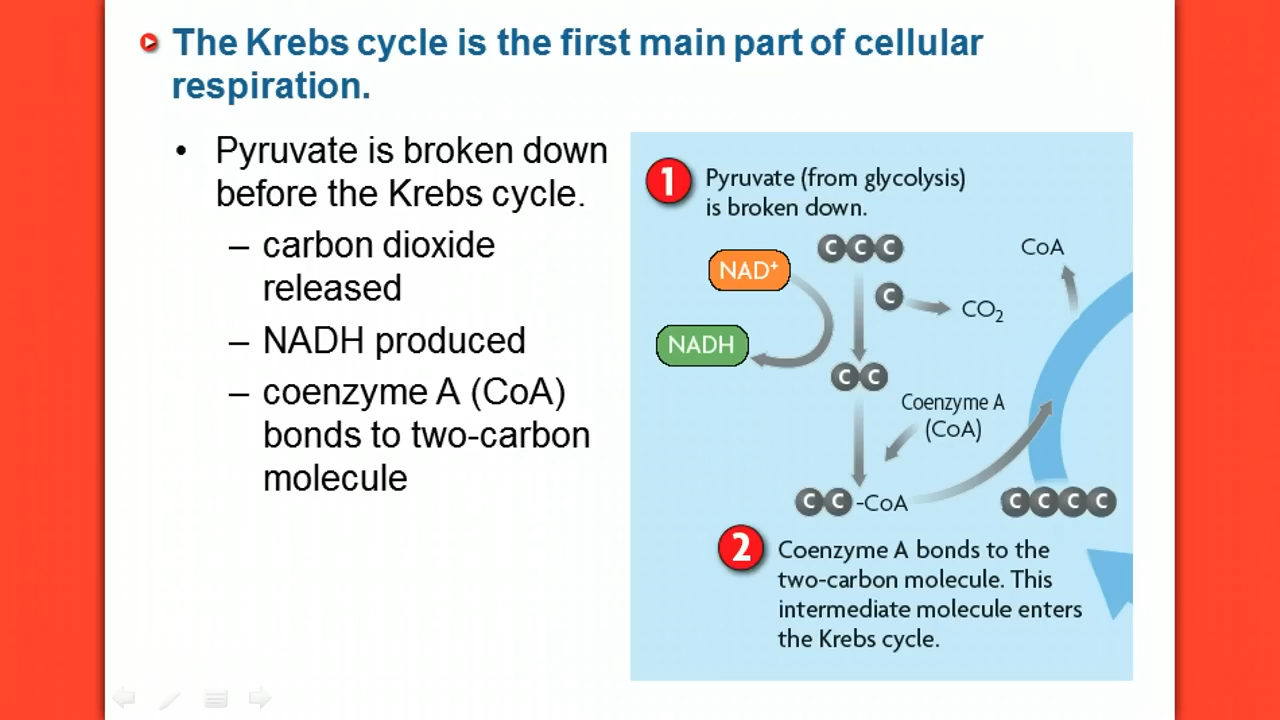 The Krebs cycle is the first main part of cellular
respiration.
• Pyruvate is broken down
before the Krebs cycle.
– carbon dioxide
released
– NADH produced
– coenzyme A (CoA)
bonds to two-carbon
molecule
1 Pyruvate (from glycolysis)
is broken down.
C C C
CoA
NAD⁺
C
CO₂
NADH
C C
Coenzyme A
(CoA)
C C -CoA
C C C C
2 Coenzyme A bonds to the
two-carbon molecule. This
intermediate molecule enters
the Krebs cycle.